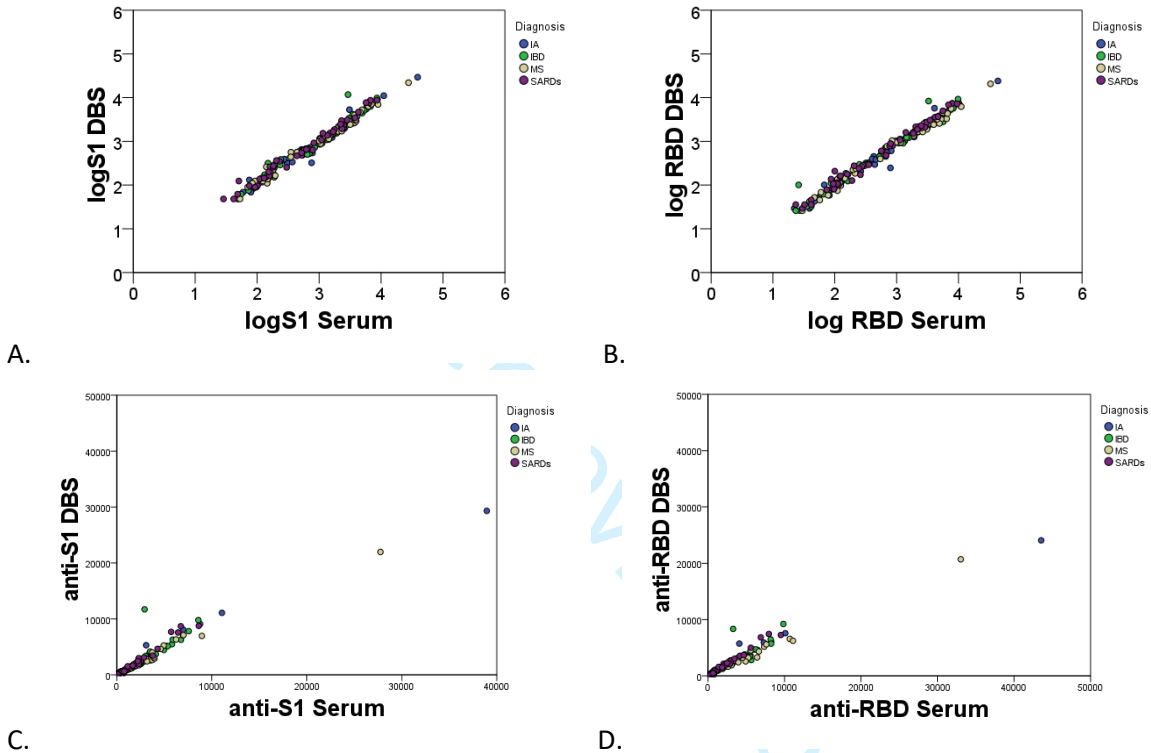 6
5
4
3
2
1
0
logS1 DBS
0 1 2 3 4 5 6
logS1 Serum
Diagnosis
IA
IBD
MS
SARDs
A.
6
5
4
3
2
1
0
log RBD DBS
0 1 2 3 4 5 6
log RBD Serum
Diagnosis
IA
IBD
MS
SARDs
B.
50000
40000
30000
20000
10000
0
anti-S1 DBS
0 10000 20000 30000 40000
anti-S1 Serum
Diagnosis
IA
IBD
MS
SARDs
C.
50000
40000
30000
20000
10000
0
anti-RBD DBS
0 10000 20000 30000 40000 50000
anti-RBD Serum
Diagnosis
IA
IBD
MS
SARDs
D.